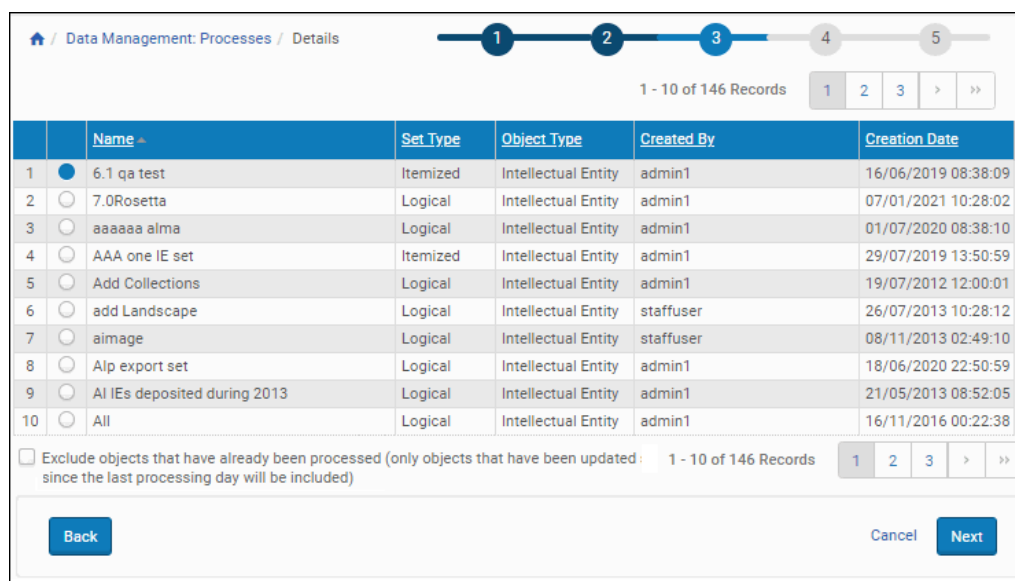 / Data Management: Processes / Details 1 2 3 4 5
1 - 10 of 146 Records 1 2 3 > >>
Name Set Type Object Type Created By Creation Date
1 6.1 qa test Itemized Intellectual Entity admin1 16/06/2019 08:38:09
2 7.0Rosetta Logical Intellectual Entity admin1 07/01/2021 10:28:02
3 aaaaaa alma Logical Intellectual Entity admin1 01/07/2020 08:38:10
4 AAA one IE set Itemized Intellectual Entity admin1 29/07/2019 13:50:59
5 Add Collections Logical Intellectual Entity admin1 19/07/2012 12:00:01
6 add Landscape Logical Intellectual Entity staffuser 26/07/2013 10:28:12
7 aimage Logical Intellectual Entity staffuser 08/11/2013 02:49:10
8 Alp export set Logical Intellectual Entity admin1 18/06/2020 22:50:59
9 Al IEs deposited during 2013 Logical Intellectual Entity admin1 21/05/2013 08:52:05
10 All Logical Intellectual Entity admin1 16/11/2016 00:22:38
Exclude objects that have already been processed (only objects that have been updated 1 - 10 of 146 Records 1 2 3 > >>
since the last processing day will be included)
Back Cancel Next